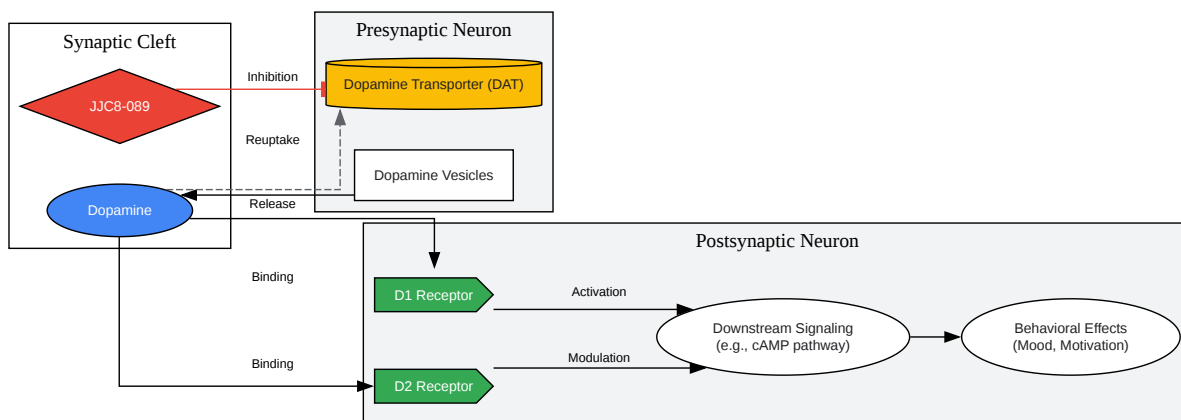 Synaptic Cleft
Presynaptic Neuron
JJC8-089
Inhibition
Dopamine Transporter (DAT)
Reuptake
Dopamine Vesicles
Dopamine
Release
Postsynaptic Neuron
Binding
D1 Receptor
Activation
Downstream Signaling
(e.g., cAMP pathway)
Behavioral Effects
(Mood, Motivation)
Binding
D2 Receptor
Modulation